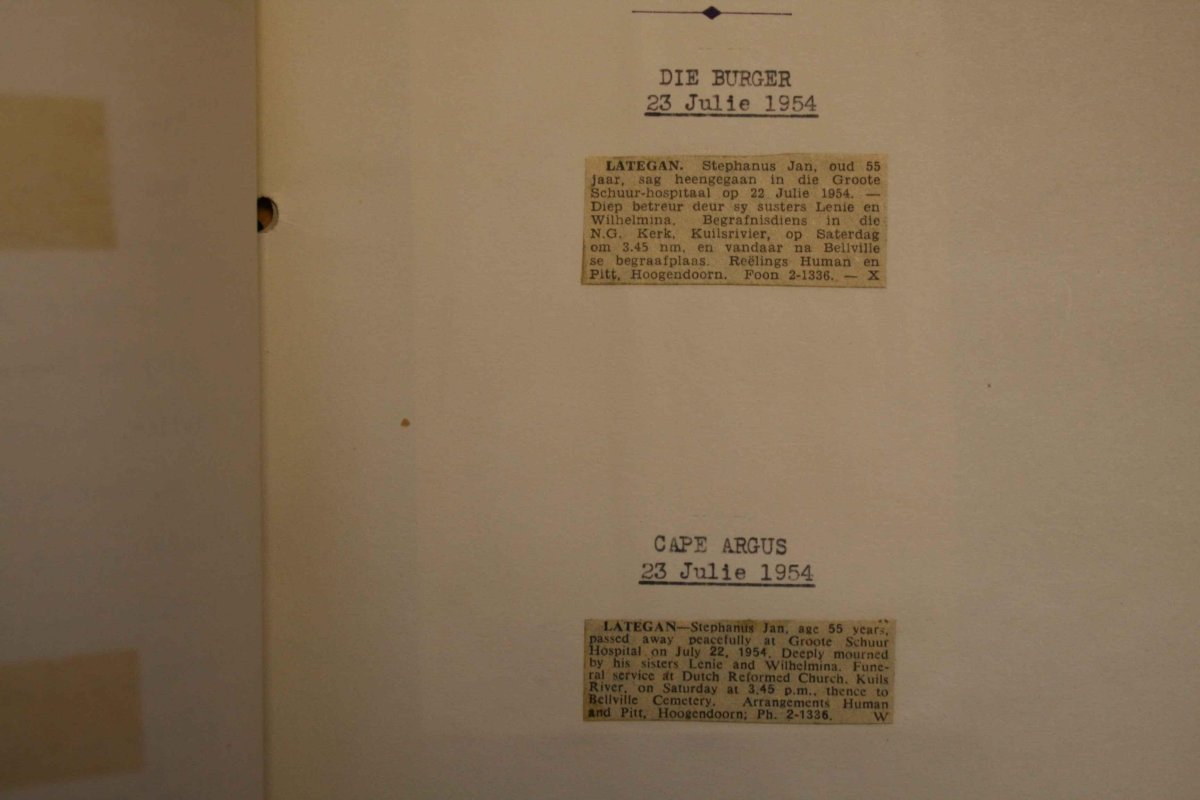 DIE BURGER
23 Julie 1954
LATEGAN. Stephanus Jan, oud 55
jaar, sag heengegaan in die Groote
Schuur-hospitaal op 22 Julie 1954. —
Diep betreur deur sy susters Lenie en
Wilhelmina. Begrafnisdiens in die
N.G. Kerk, Kuilsrivier, op Saterdag
om 3.45 nm. en vandaar na Bellville
se begraafplaas. Reëlings Human en
Pitt, Hoogendoorn. Foon 2-1336. — X
CAPE ARGUS
23 Julie 1954
LATEGAN—Stephanus Jan, age 55 years,
passed away peacefully at Groote Schuur
Hospital on July 22, 1954. Deeply mourned
by his sisters Lenie and Wilhelmina. Fune-
ral service at Dutch Reformed Church, Kuils
River, on Saturday at 3.45 p.m., thence to
Bellville Cemetery. Arrangements Human
and Pitt, Hoogendoorn; Ph. 2-1336. W